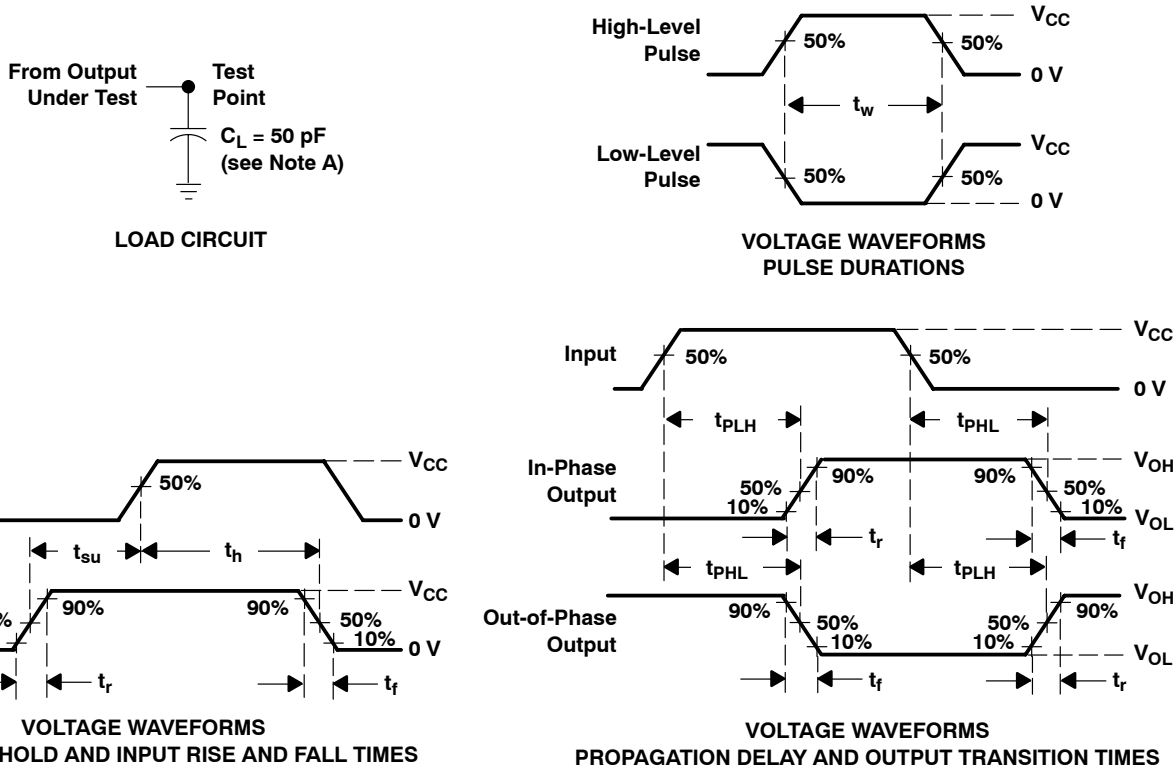 From Output
Under Test
Test
Point
C_L = 50 pF
(see Note A)
LOAD CIRCUIT
High-Level
Pulse
50%
50%
V_CC
0 V
t_w
Low-Level
Pulse
50%
50%
V_CC
0 V
VOLTAGE WAVEFORMS
PULSE DURATIONS
50%
V_CC
0 V
t_su
t_h
90%
90%
50%
10%
V_CC
0 V
t_r
t_f
VOLTAGE WAVEFORMS
HOLD AND INPUT RISE AND FALL TIMES
Input
50%
50%
V_CC
0 V
t_PLH
t_PHL
In-Phase
Output
50%
10%
90%
90%
50%
10%
V_OH
V_OL
t_r
t_f
t_PHL
t_PLH
Out-of-Phase
Output
90%
50%
10%
10%
50%
90%
V_OH
V_OL
t_f
t_r
VOLTAGE WAVEFORMS
PROPAGATION DELAY AND OUTPUT TRANSITION TIMES